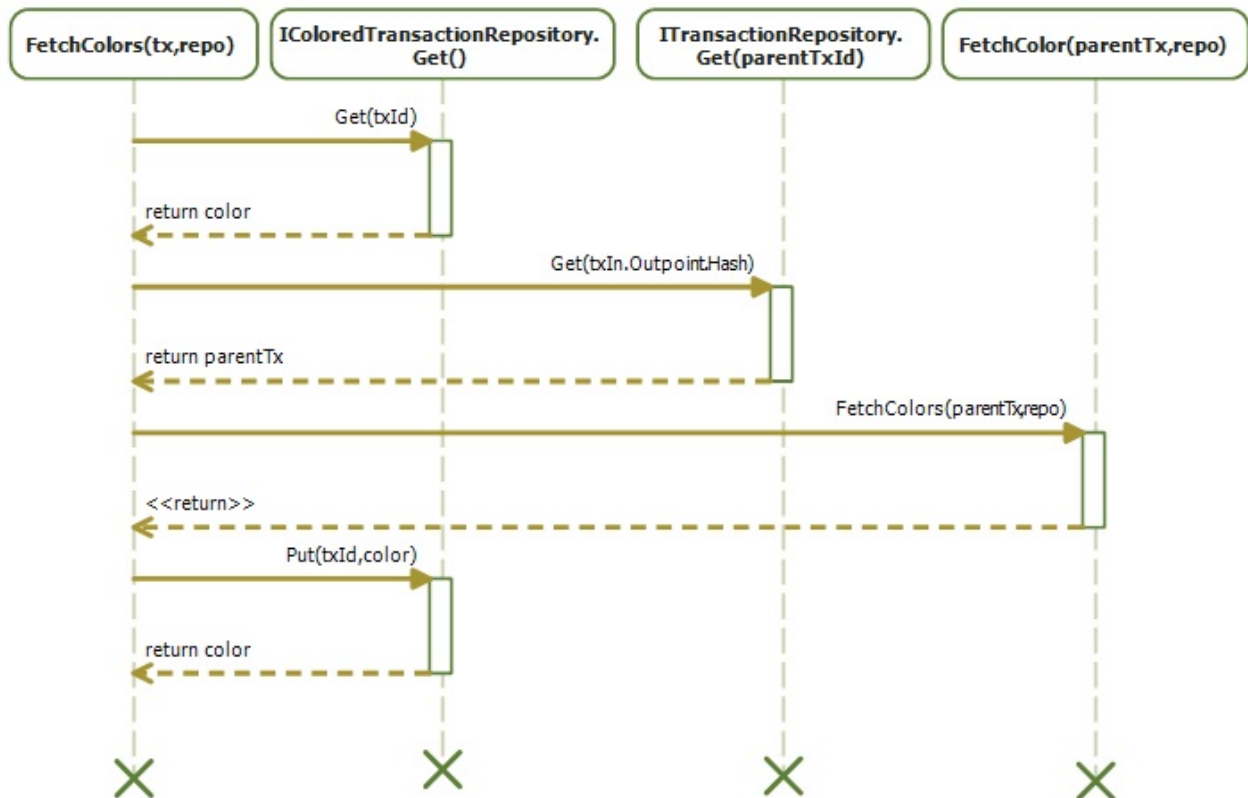 FetchColors(tx,repo)
IColoredTransactionRepository.
Get()
ITransactionRepository.
Get(parentTxId)
FetchColor(parentTx,repo)
Get(txId)
return color
Get(txIn.Outpoint.Hash)
return parentTx
FetchColors(parentTx,repo)
<<return>>
Put(txId,color)
return color